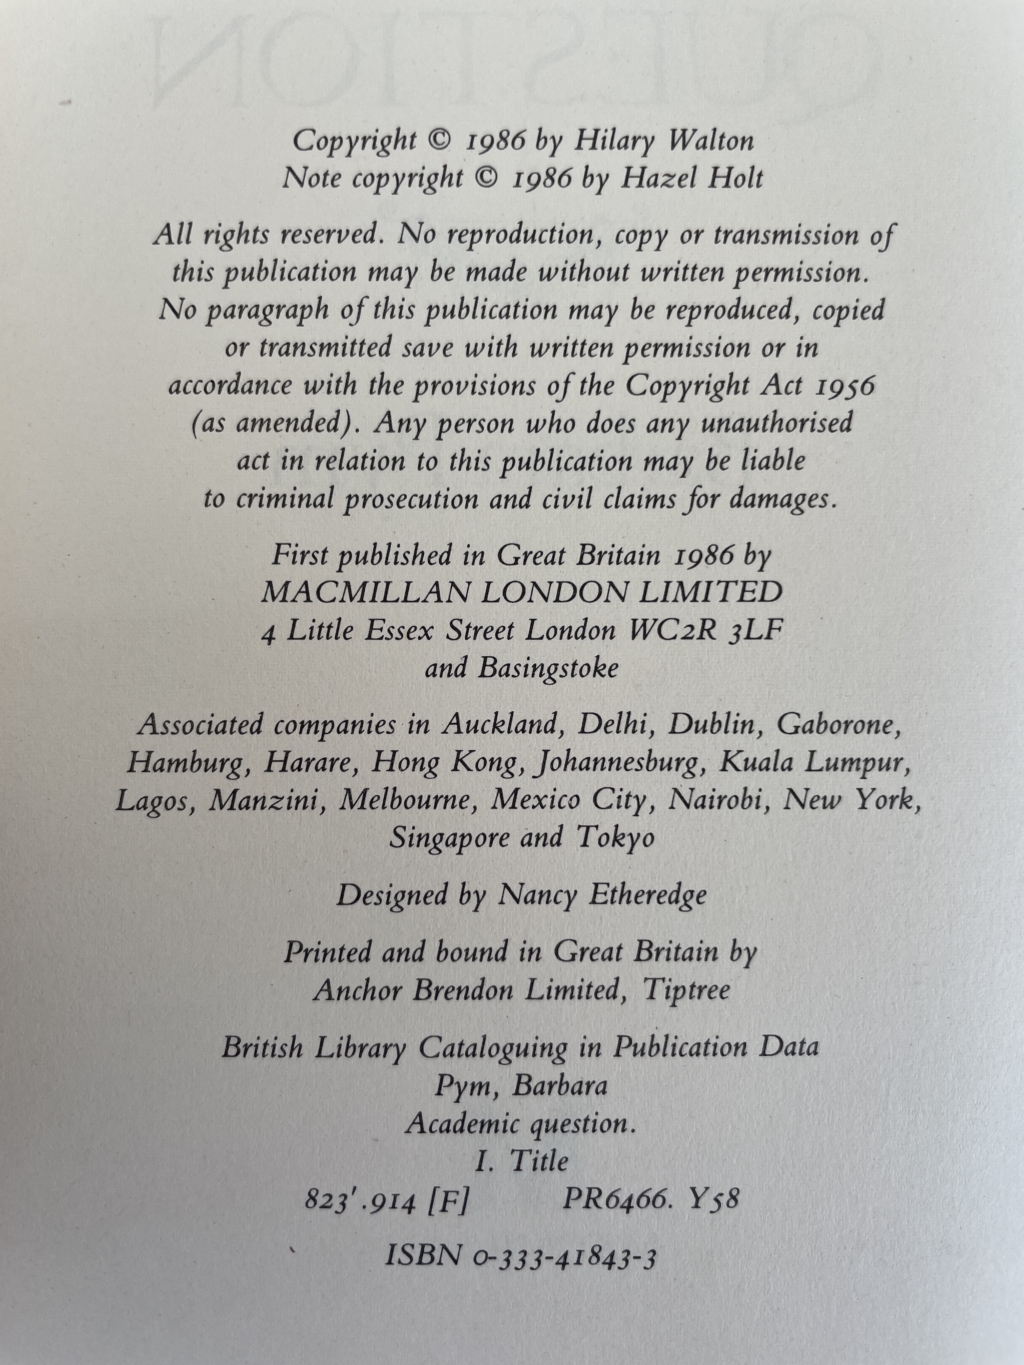 QUESTION
Copyright © 1986 by Hilary Walton
Note copyright © 1986 by Hazel Holt
All rights reserved. No reproduction, copy or transmission of
this publication may be made without written permission.
No paragraph of this publication may be reproduced, copied
or transmitted save with written permission or in
accordance with the provisions of the Copyright Act 1956
(as amended). Any person who does any unauthorised
act in relation to this publication may be liable
to criminal prosecution and civil claims for damages.
First published in Great Britain 1986 by
MACMILLAN LONDON LIMITED
4 Little Essex Street London WC2R 3LF
and Basingstoke
Associated companies in Auckland, Delhi, Dublin, Gaborone,
Hamburg, Harare, Hong Kong, Johannesburg, Kuala Lumpur,
Lagos, Manzini, Melbourne, Mexico City, Nairobi, New York,
Singapore and Tokyo
Designed by Nancy Etheredge
Printed and bound in Great Britain by
Anchor Brendon Limited, Tiptree
British Library Cataloguing in Publication Data
Pym, Barbara
Academic question.
I. Title
823'.914 [F] PR6466. Y58
ISBN 0-333-41843-3